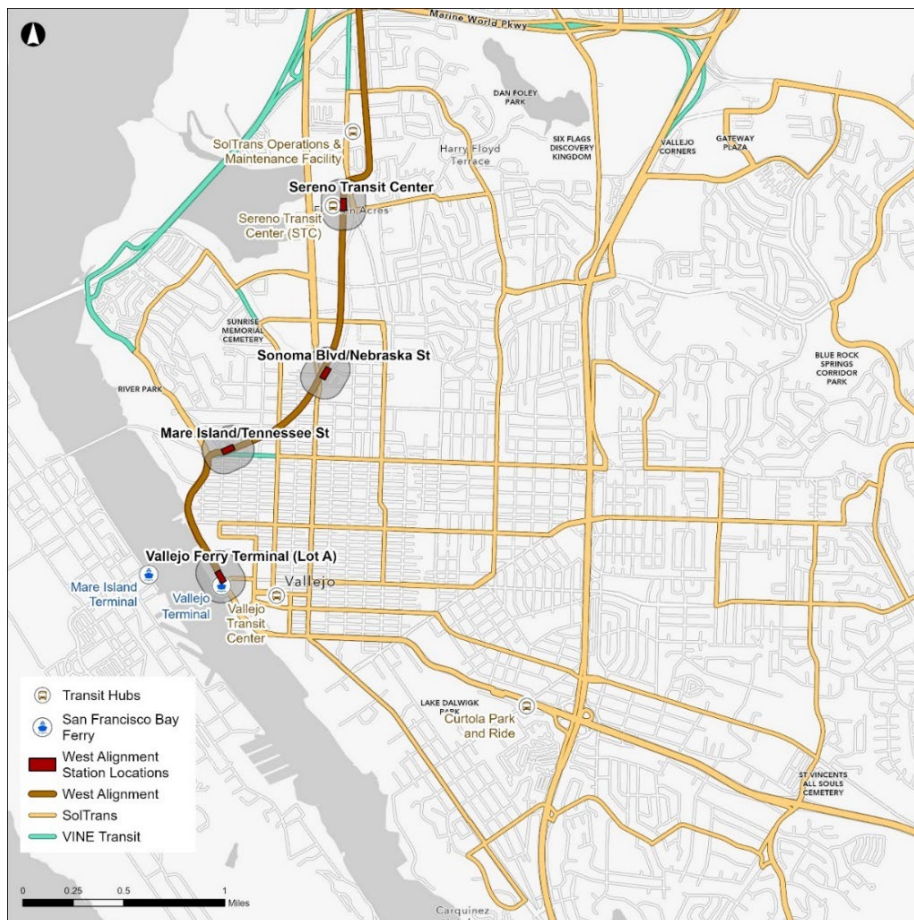 Marine World Pkwy
DAN FOLEY
PARK
SolTrans Operations &
Maintenance Facility
Harry Floyd
Terrace
SIX FLAGS
DISCOVERY
KINGDOM
VALLEJO
CORNERS
GATEWAY
PLAZA
Sereno Transit Center
Acres
Sereno Transit
Center (STC)
SUNRISE
MEMORIAL
CEMETERY
Sonoma Blvd/Nebraska St
BLUE ROCK
SPRINGS
CORRIDOR
PARK
RIVER PARK
Mare Island/Tennessee St
Vallejo Ferry Terminal (Lot A)
Mare Island
Terminal
Vallejo
Terminal
Vallejo
Vallejo
Transit
Center
LAKE DALWIGK
PARK
Curtola Park
and Ride
ST VINCENTS
ALL SOULS
CEMETERY
Transit Hubs
San Francisco Bay
Ferry
West Alignment
Station Locations
West Alignment
SolTrans
VINE Transit
0 0.25 0.5 1
Miles
Carquinez